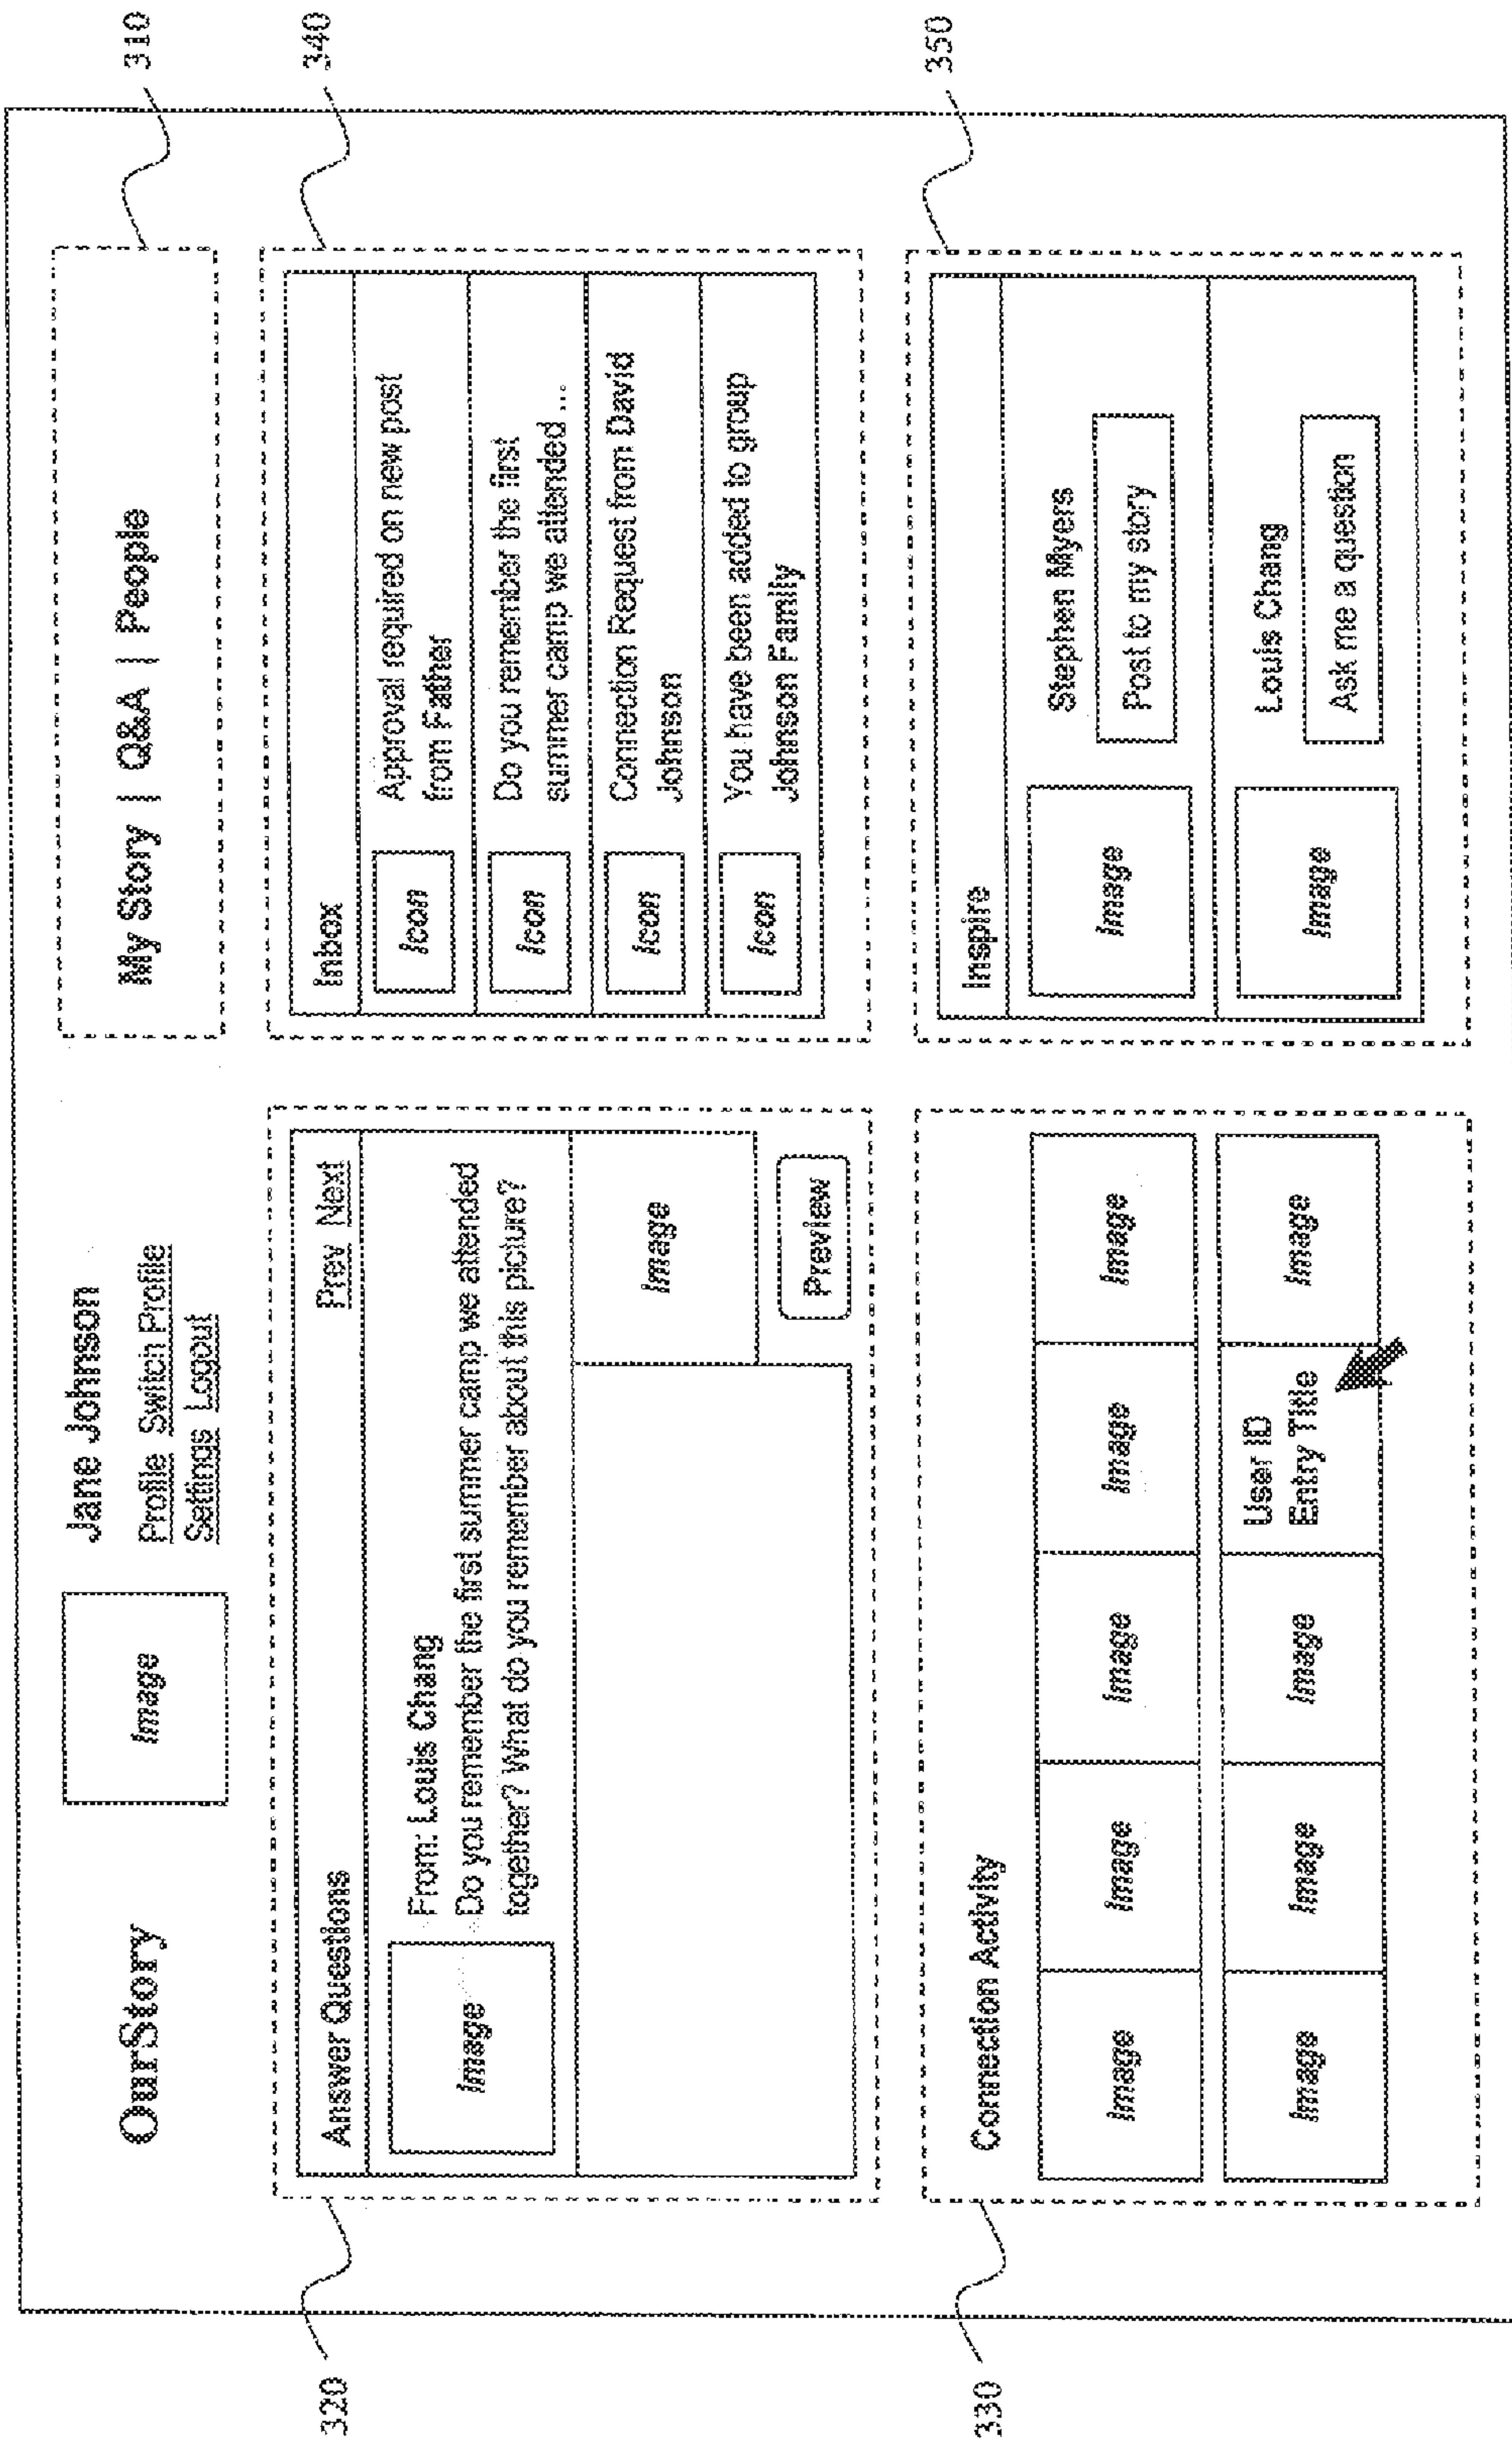 OurStory
Image
Jane Johnson
Profile Switch Profile
Settings Logout
My Story | Q&A | People
310
320
Answer Questions
Prev Next
Image
From: Louis Chang
Do you remember the first summer camp we attended
together? What do you remember about this picture?
Image
Preview
340
Inbox
Icon
Approval required on new post
from Father
Icon
Do you remember the first
summer camp we attended ...
Icon
Connection Request from David
Johnson
Icon
You have been added to group
Johnson Family
330
Connection Activity
Image Image Image Image Image
Image Image Image
User ID
Entry Title
Image
350
Inspire
Image
Stephen Myers
Post to my story
Image
Louis Chang
Ask me a question